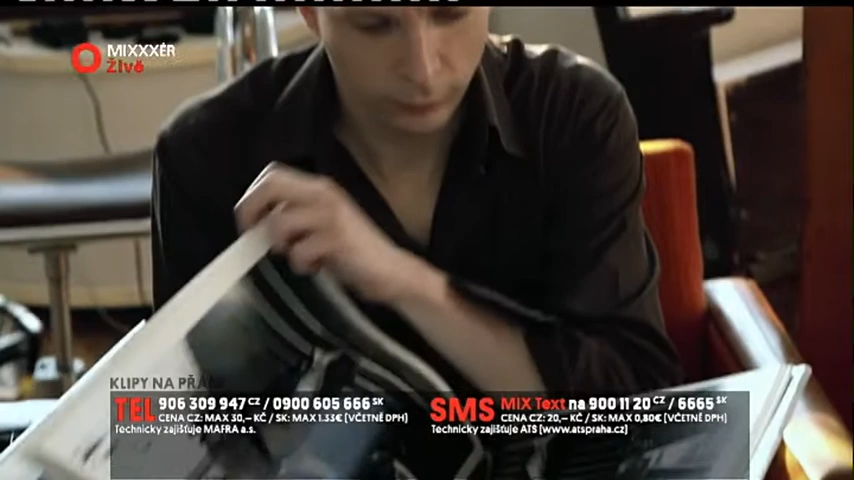 MIXXXÉR
Živě
KLIPY NA PŘÁNÍ
TEL 906 309 947 CZ / 0900 605 666 SK
CENA CZ: MAX 30,– KČ / SK: MAX 1.33€ (VČETNĚ DPH)
Technicky zajišťuje MAFRA a.s.
SMS MIX Text na 900 11 20 CZ / 6665 SK
CENA CZ: 20,– KČ / SK: MAX 0,80€ (VČETNĚ DPH)
Technicky zajišťuje ATS (www.atspraha.cz)